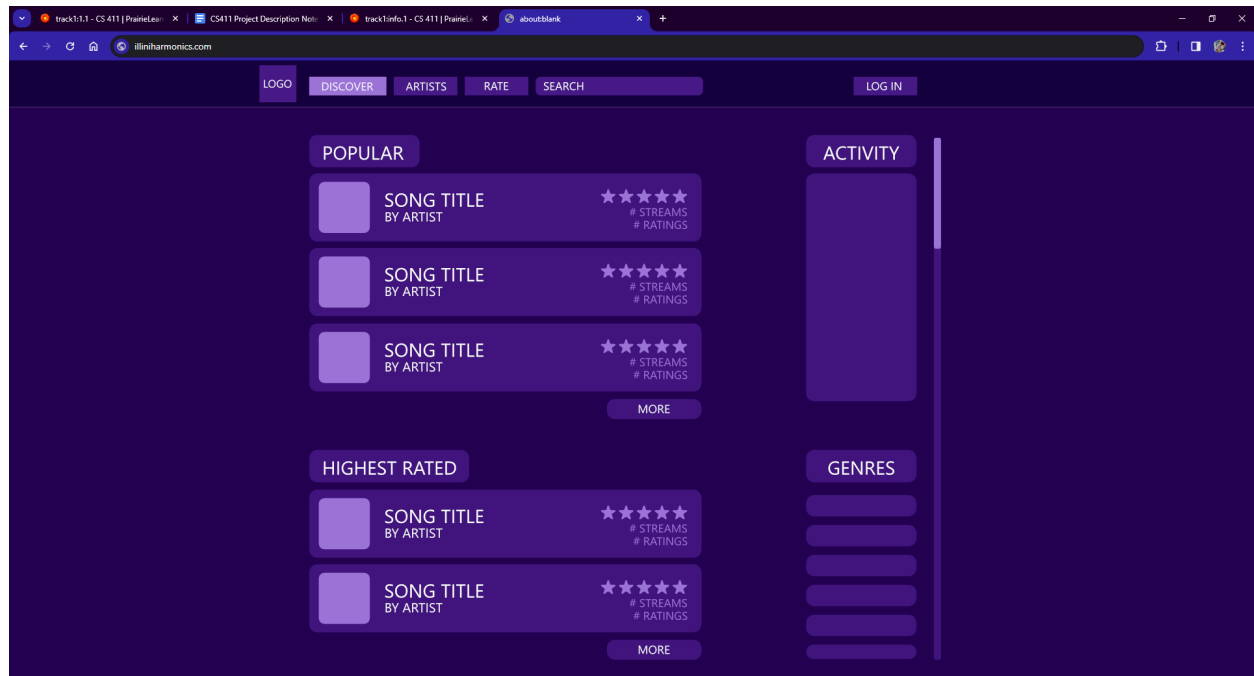 track1:1.1 - CS 411 | PrairieLearn
CS411 Project Description Note
track1:info.1 - CS 411 | PrairieLe
about:blank
illiniharmonics.com
LOGO
DISCOVER
ARTISTS
RATE
SEARCH
LOG IN
POPULAR
SONG TITLE
BY ARTIST
# STREAMS
# RATINGS
SONG TITLE
BY ARTIST
# STREAMS
# RATINGS
SONG TITLE
BY ARTIST
# STREAMS
# RATINGS
MORE
HIGHEST RATED
SONG TITLE
BY ARTIST
# STREAMS
# RATINGS
SONG TITLE
BY ARTIST
# STREAMS
# RATINGS
MORE
ACTIVITY
GENRES